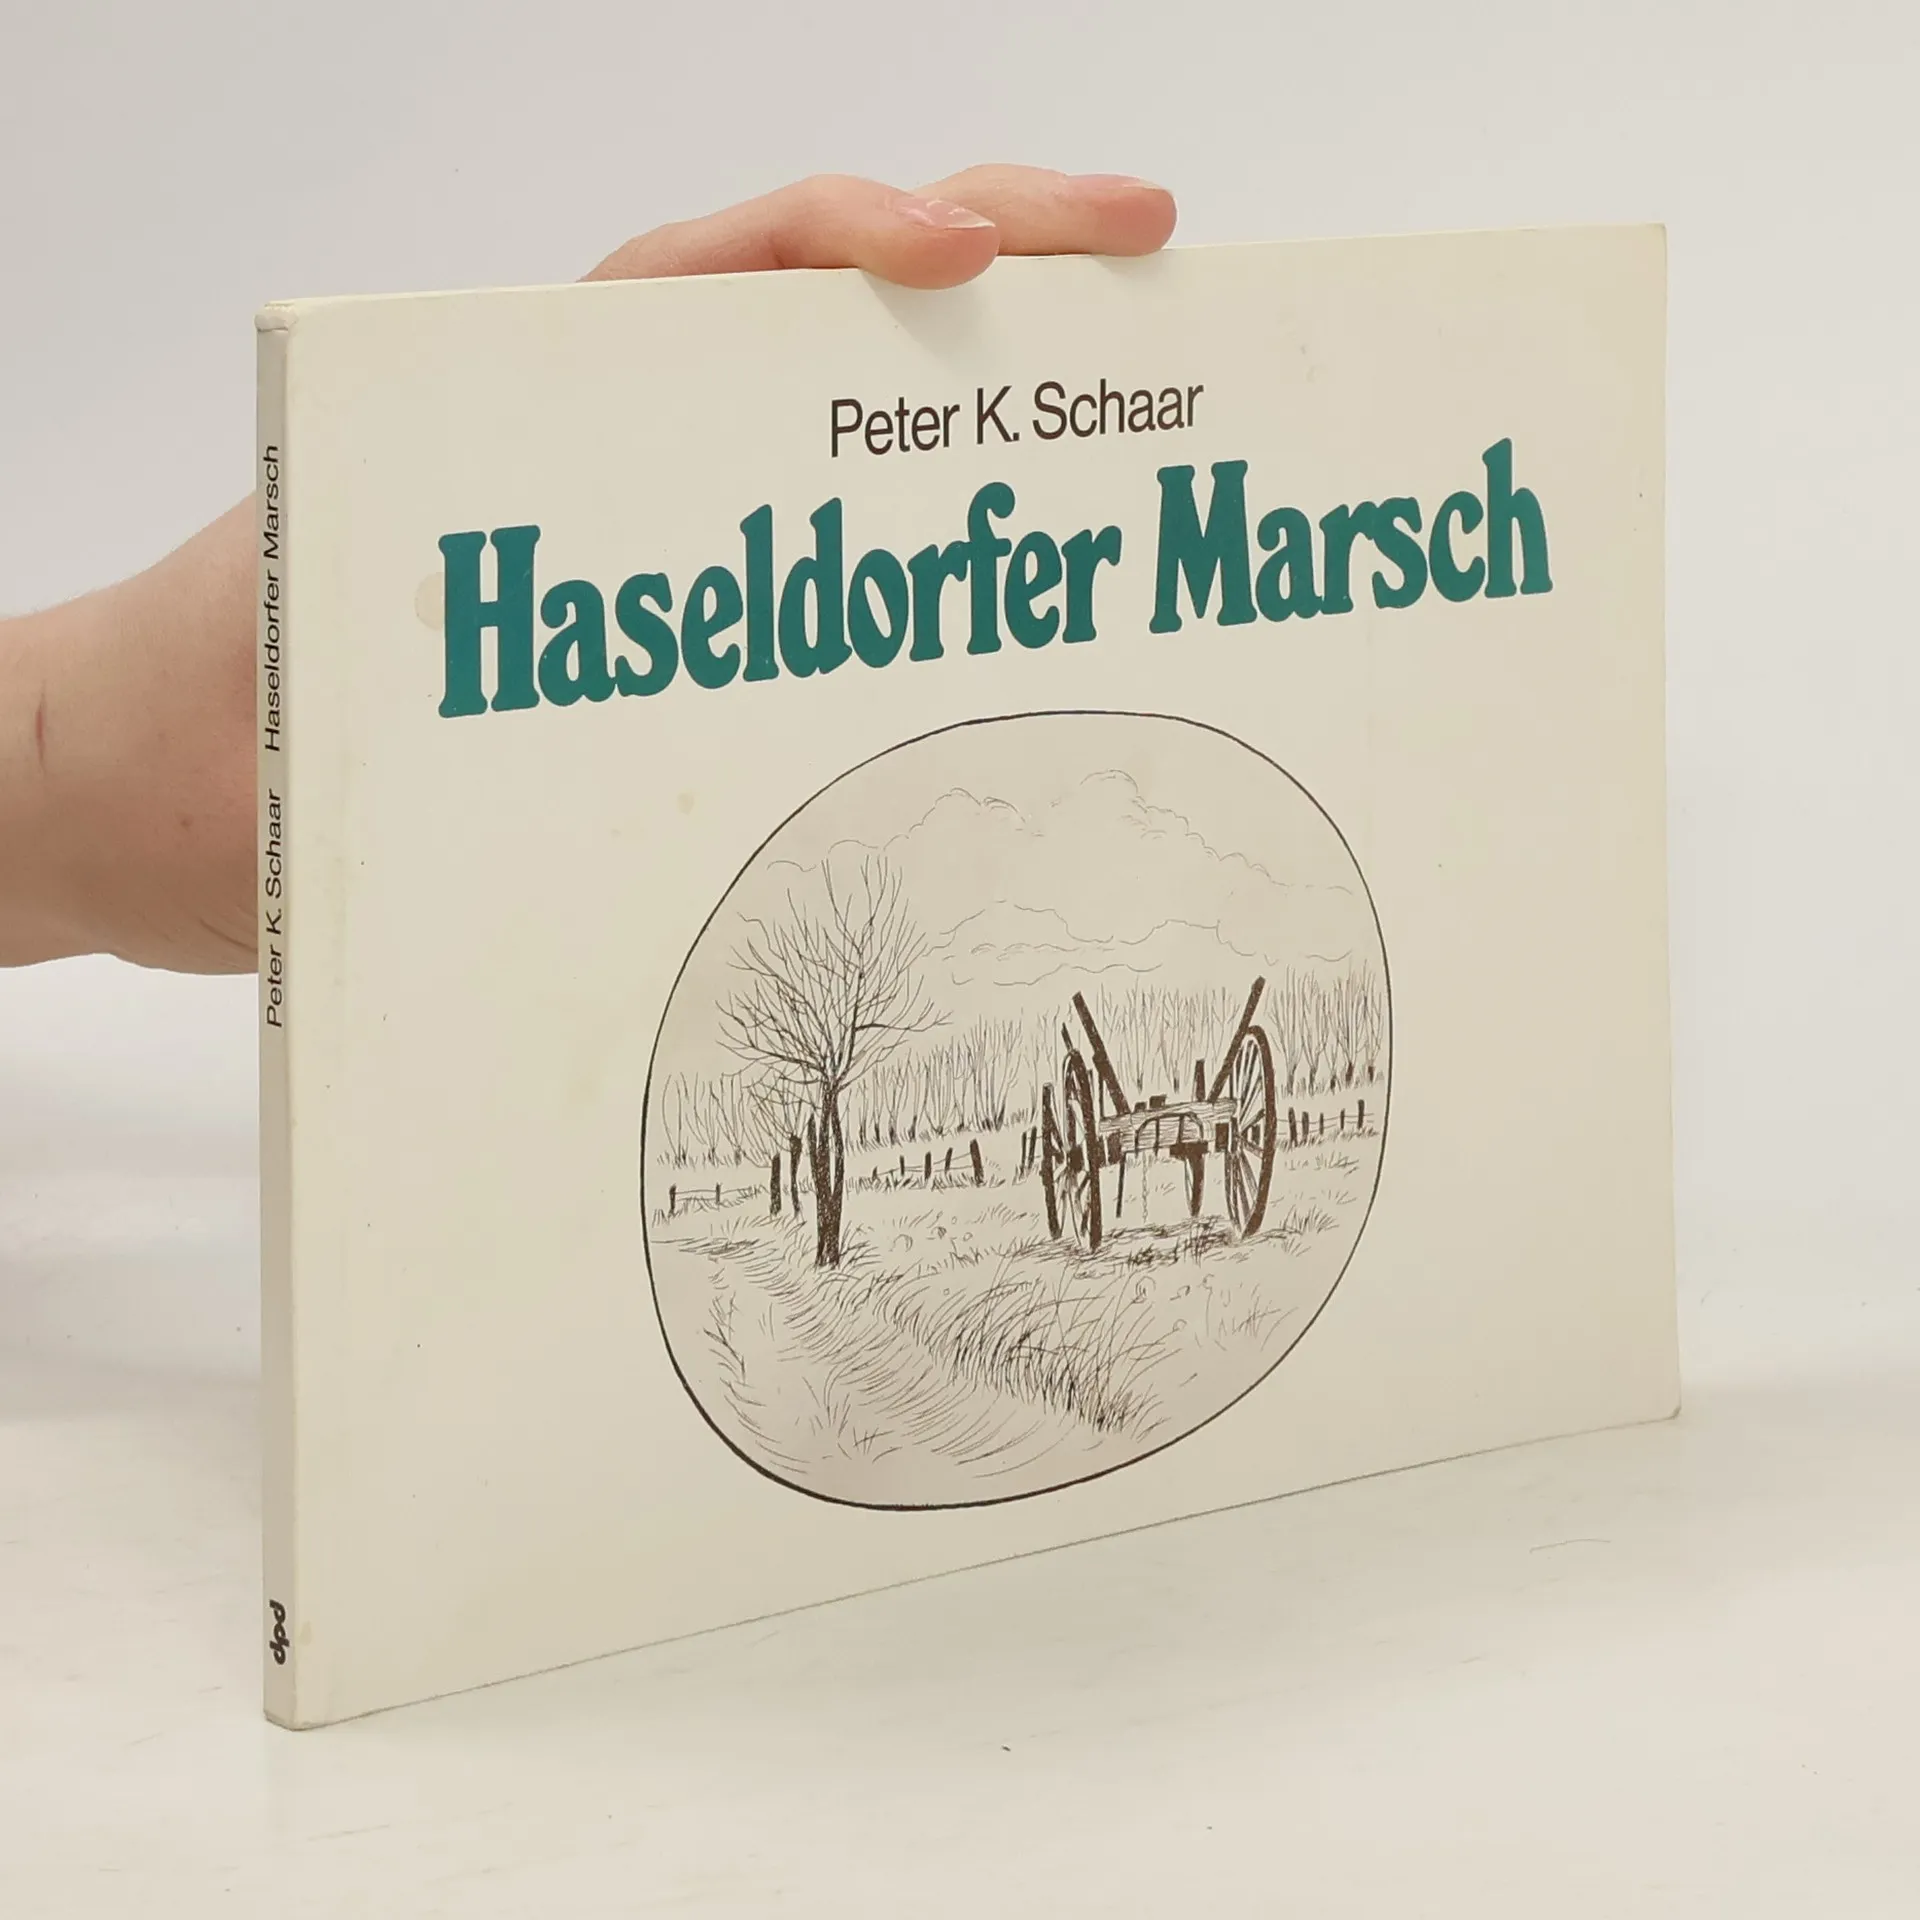 Peter K. Schaar
Haseldorfer Marsch
Peter K. Schaar Haseldorfer Marsch
dpd